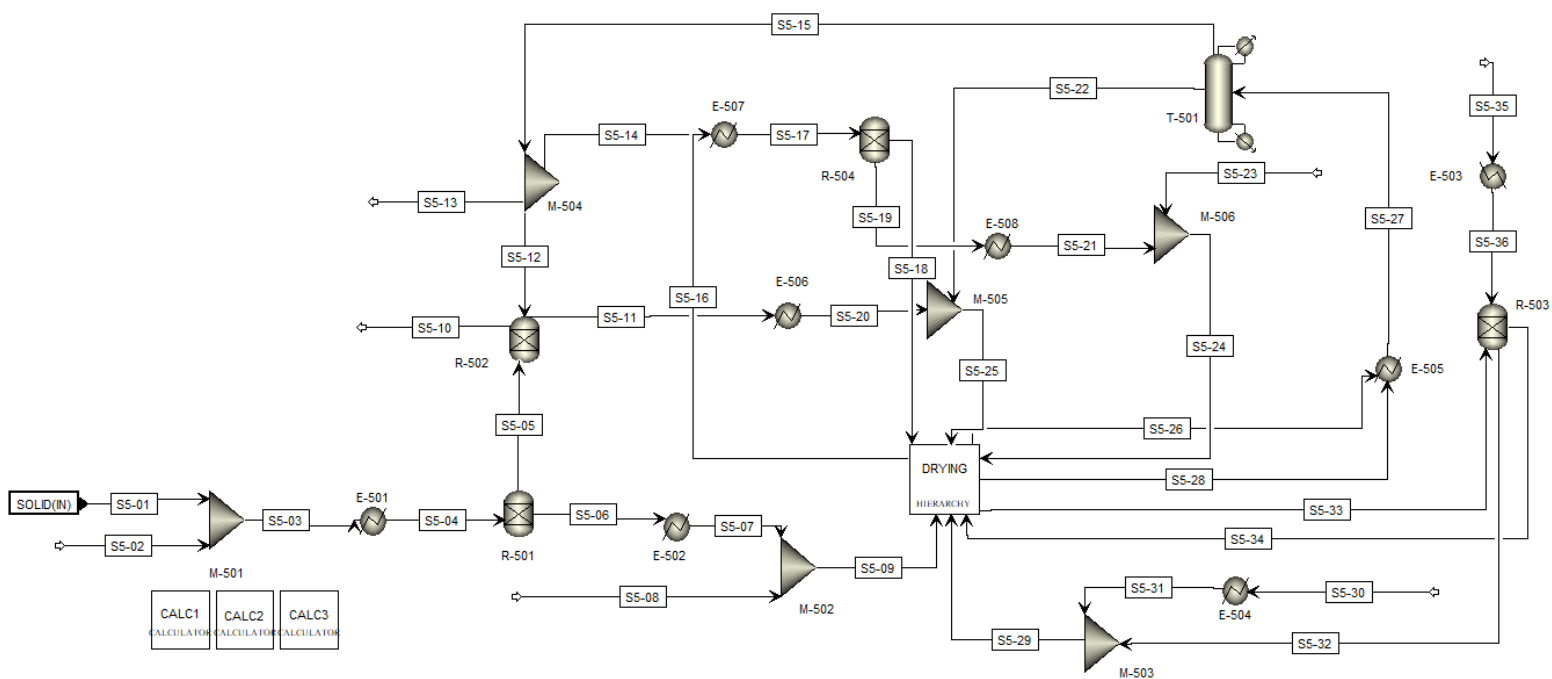 S5-15
S5-22
T-501
S5-35
E-507
S5-14
S5-17
R-504
S5-23
E-503
S5-13
M-504
S5-19
M-506
S5-27
S5-36
S5-12
E-508
S5-21
S5-18
E-506
M-505
S5-16
R-503
S5-10
S5-11
S5-20
R-502
S5-24
S5-25
E-505
S5-05
S5-26
DRYING
HIERARCHY
S5-28
SOLID(IN)
S5-01
E-501
S5-03
S5-04
S5-06
S5-07
S5-33
S5-02
R-501
E-502
S5-34
M-501
S5-09
S5-08
M-502
S5-31
S5-30
E-504
CALC1
CALCULATOR
CALC2
CALCULATOR
CALC3
CALCULATOR
S5-29
S5-32
M-503